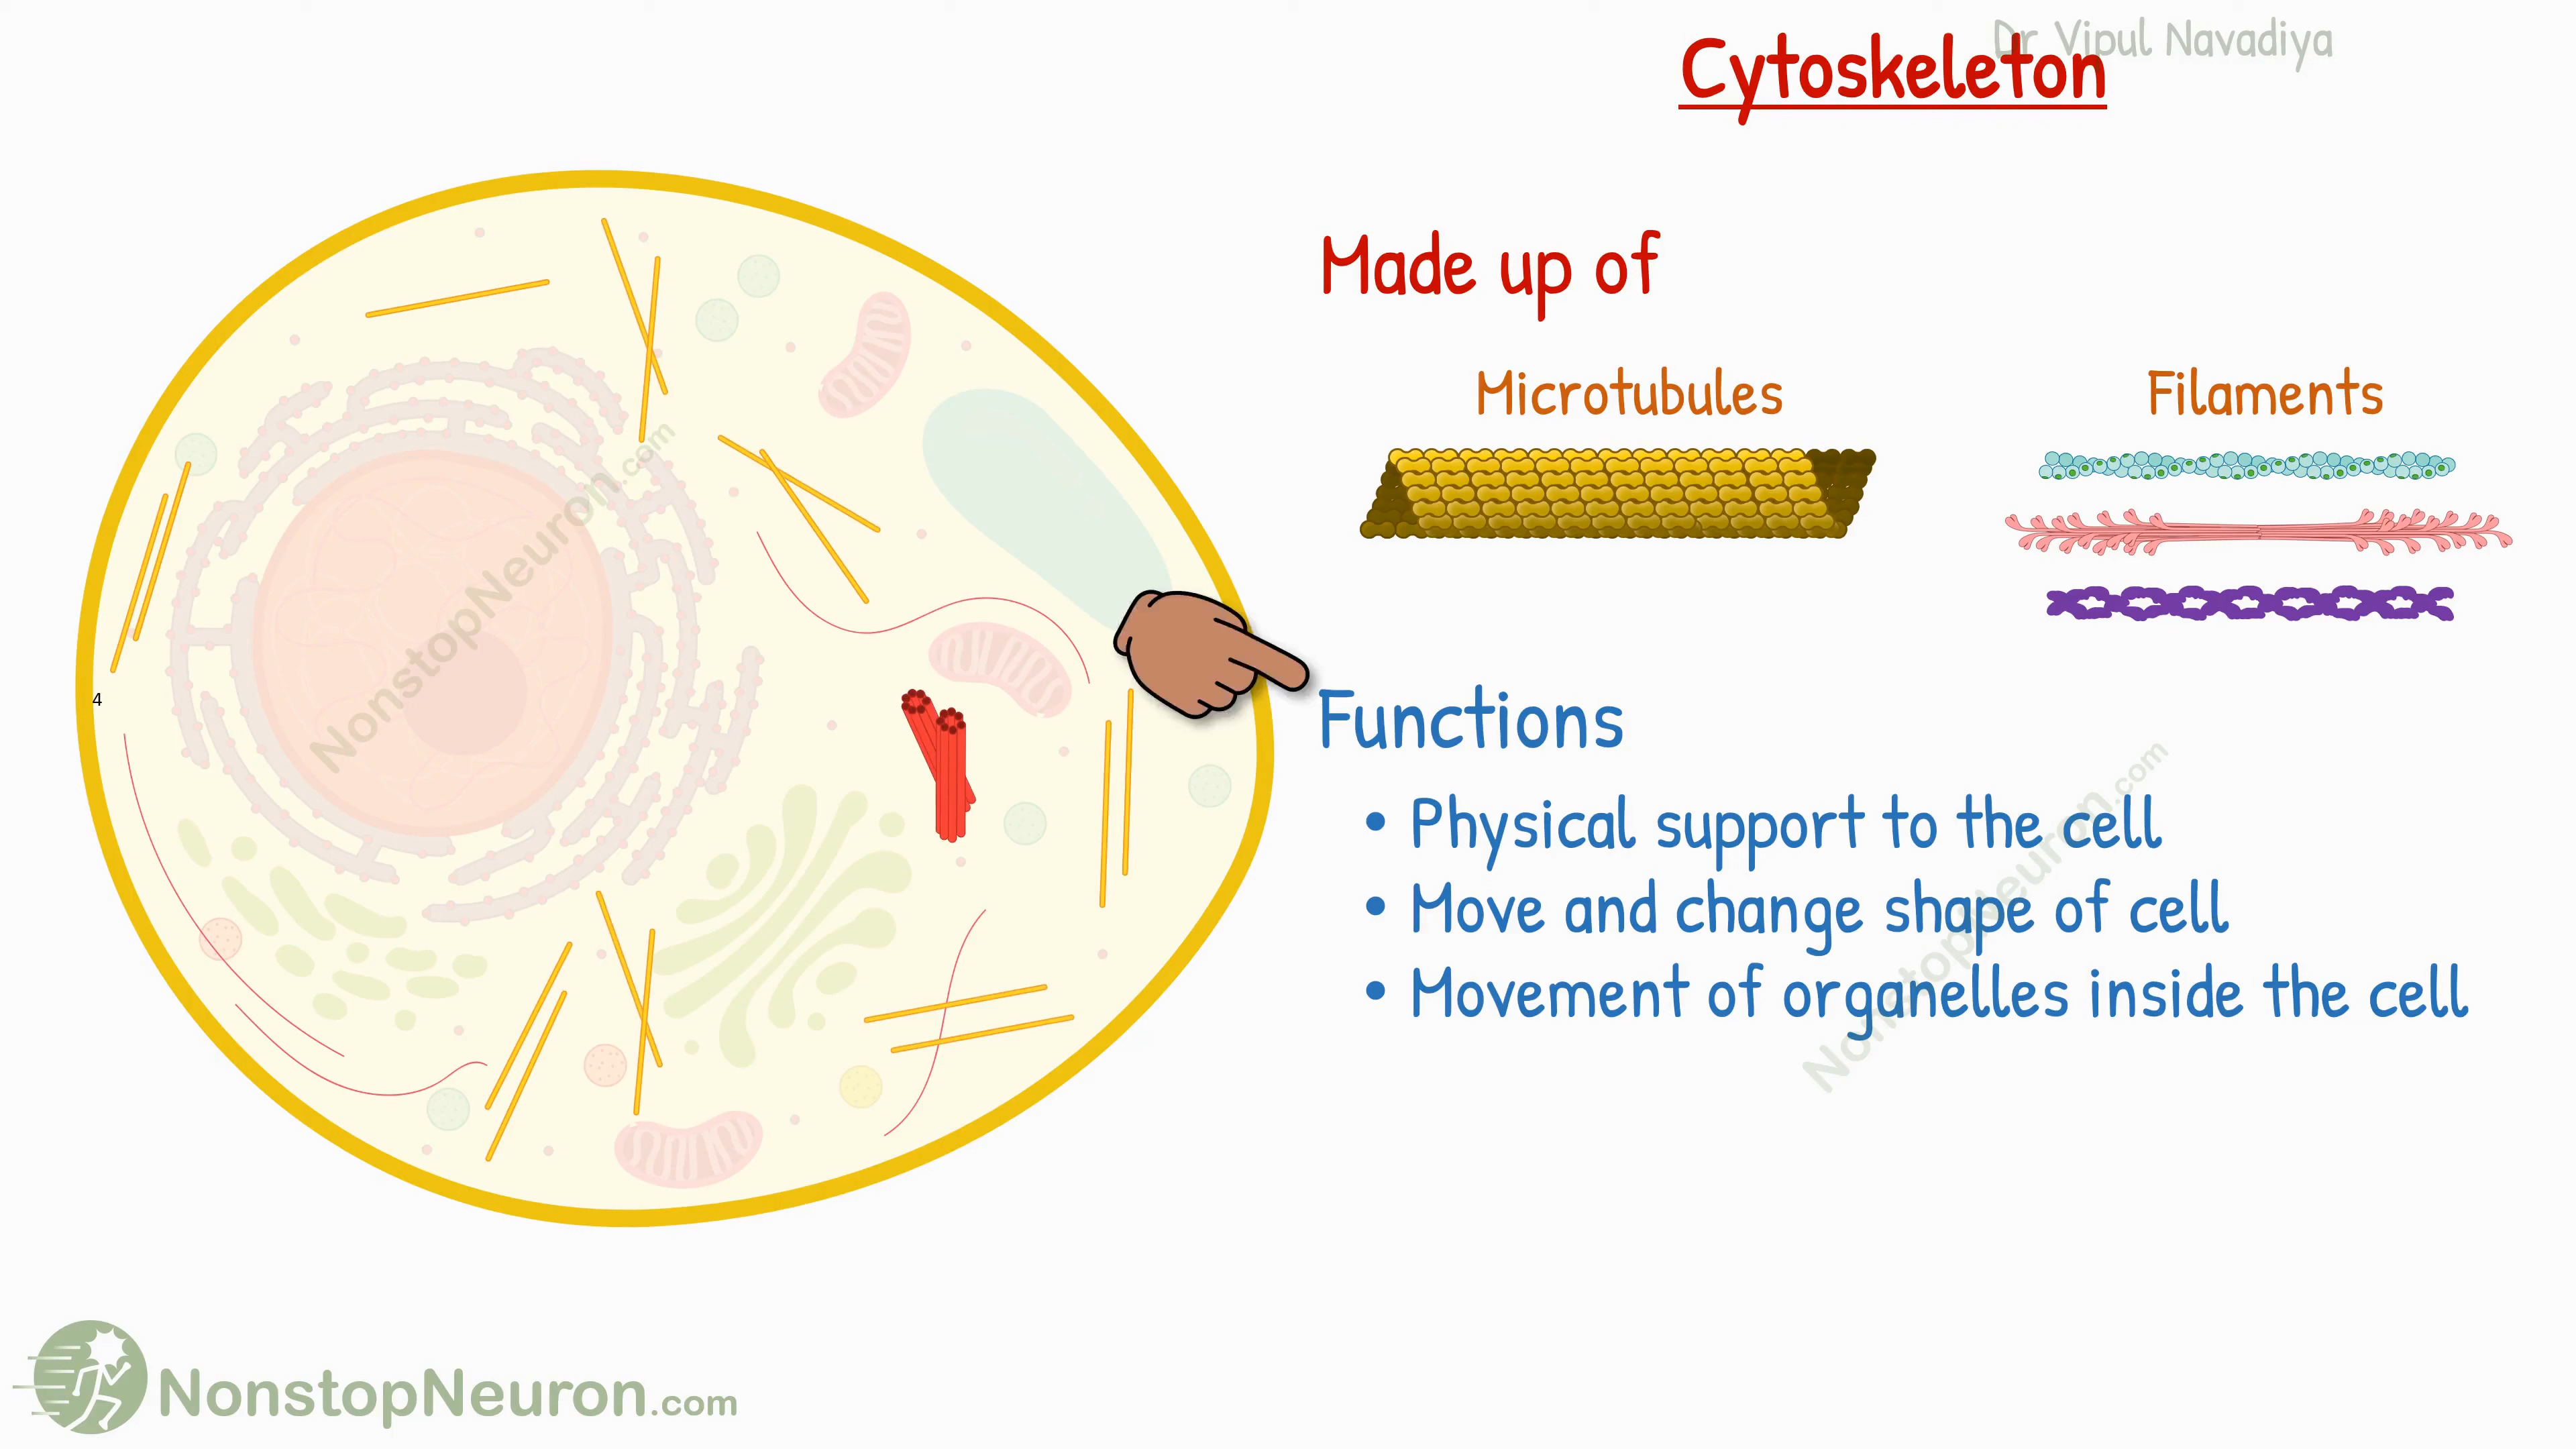 Dr Vipul Navadiya
Cytoskeleton
Made up of
Microtubules
Filaments
NonstopNeuron.com
4
Functions
• Physical support to the cell
• Move and change shape of cell
• Movement of organelles inside the cell
NonstopNeuron.com
NonstopNeuron.com